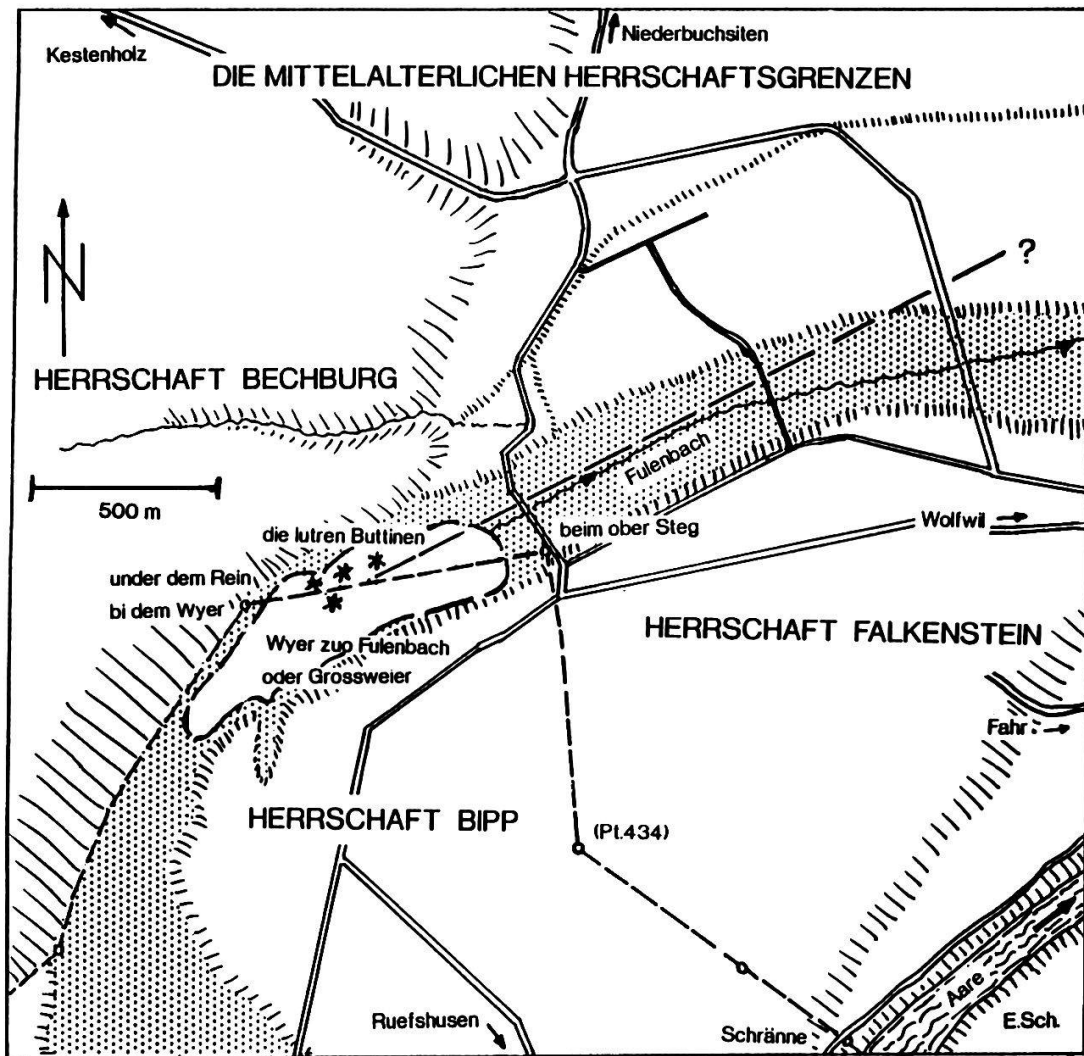 Kestenholz
Niederbuchsiten
DIE MITTELALTERLICHEN HERRSCHAFTSGRENZEN
N
?
HERRSCHAFT BECHBURG
500 m
Fulenbach
die lutren Buttinen
beim ober Steg
Wolfwil
under dem Rein
bi dem Wyer
HERRSCHAFT FALKENSTEIN
Wyer zuo Fulenbach
oder Grossweier
Fahr
HERRSCHAFT BIPP
(Pt.434)
Ruefshusen
Schränne
Aare
E.Sch.